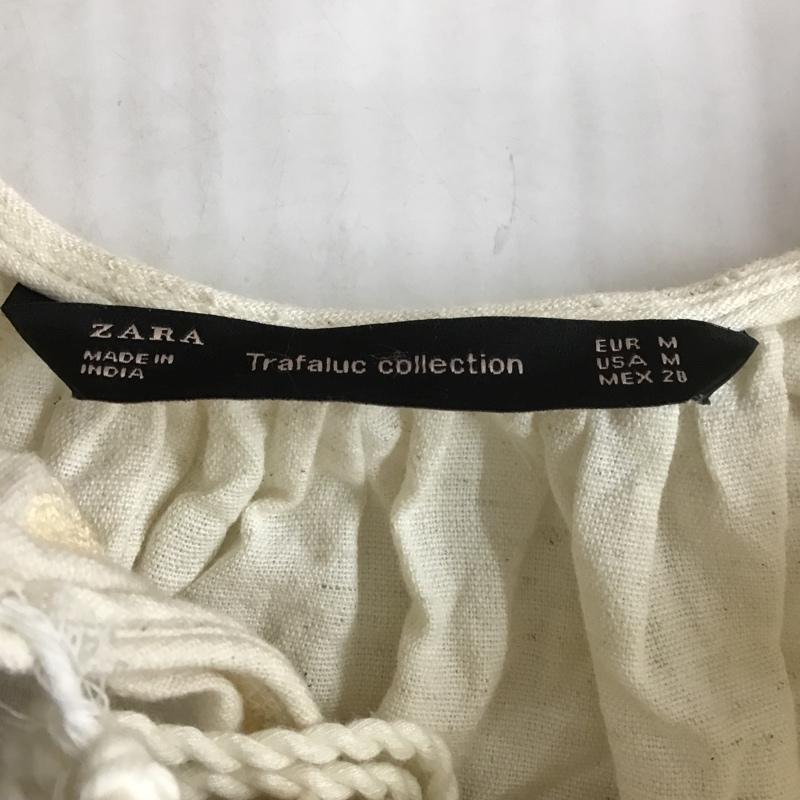 ZARA
MADE IN
INDIA
Trafaluc collection
EUR M
USA M
MEX 28